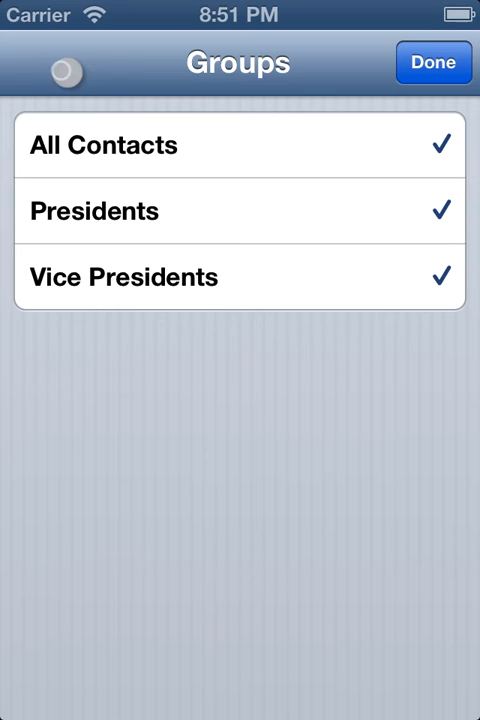 Carrier 8:51 PM
Groups Done
All Contacts
Presidents
Vice Presidents